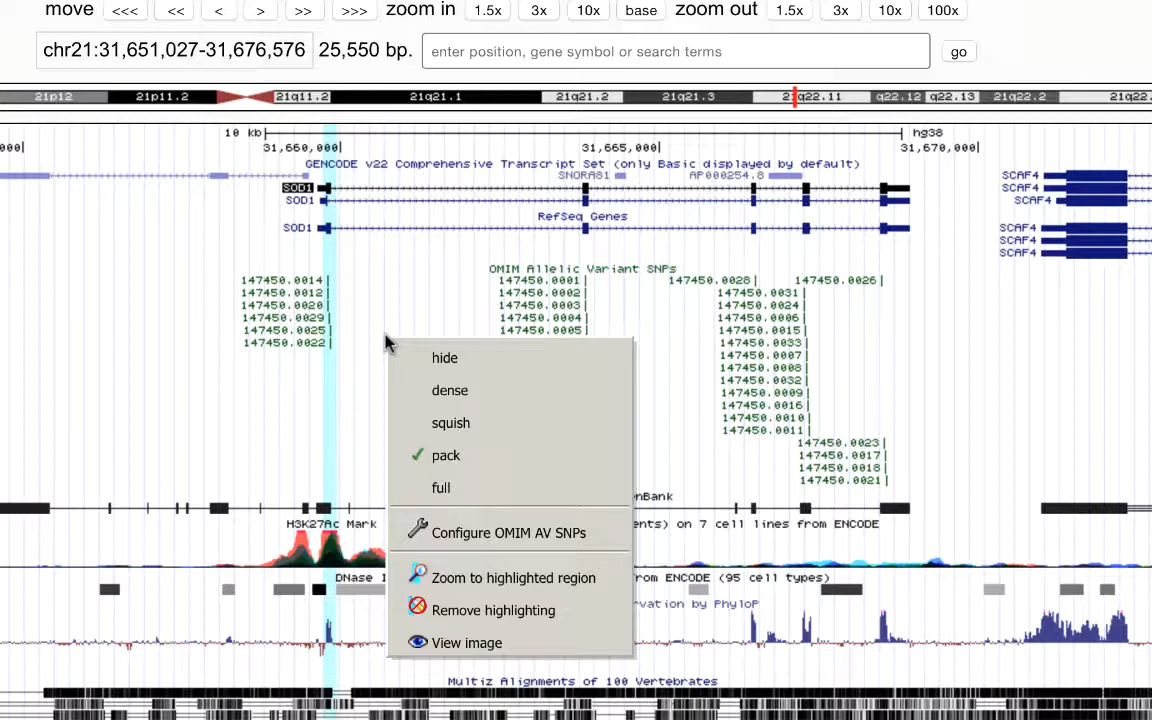 move <<< << < > >> >>> zoom in 1.5x 3x 10x base zoom out 1.5x 3x 10x 100x
chr21:31,651,027-31,676,576 25,550 bp. enter position, gene symbol or search terms go
21p12 21p11.2 21q11.2 21q21.1 21q21.2 21q21.3 21q22.11 q22.12 q22.13 21q22.2 21q22.
10 kb hg38
000| 31,660,000| 31,665,000| 31,670,000|
GENCODE v22 Comprehensive Transcript Set (only Basic displayed by default)
SNORA81 AP000254.8 SCAF4
SOD1 SCAF4
SOD1 SCAF4
RefSeq Genes
SOD1 SCAF4
SCAF4
SCAF4
OMIM Allelic Variant SNPs
147450.0014 147450.0001 147450.0028 147450.0026
147450.0012 147450.0002 147450.0031
147450.0020 147450.0003 147450.0024
147450.0029 147450.0004 147450.0006
147450.0025 147450.0005 147450.0015
147450.0022 147450.0033
147450.0007
147450.0008
147450.0032
147450.0009
147450.0016
147450.0010
147450.0011
147450.0023
147450.0017
147450.0018
147450.0021
hide
dense
squish
pack
full
Configure OMIM AV SNPs
Zoom to highlighted region
Remove highlighting
View image
nBank
H3K27Ac Mark ents) on 7 cell lines from ENCODE
DNase I rom ENCODE (95 cell types)
rvation by PhyloP
Multiz Alignments of 100 Vertebrates